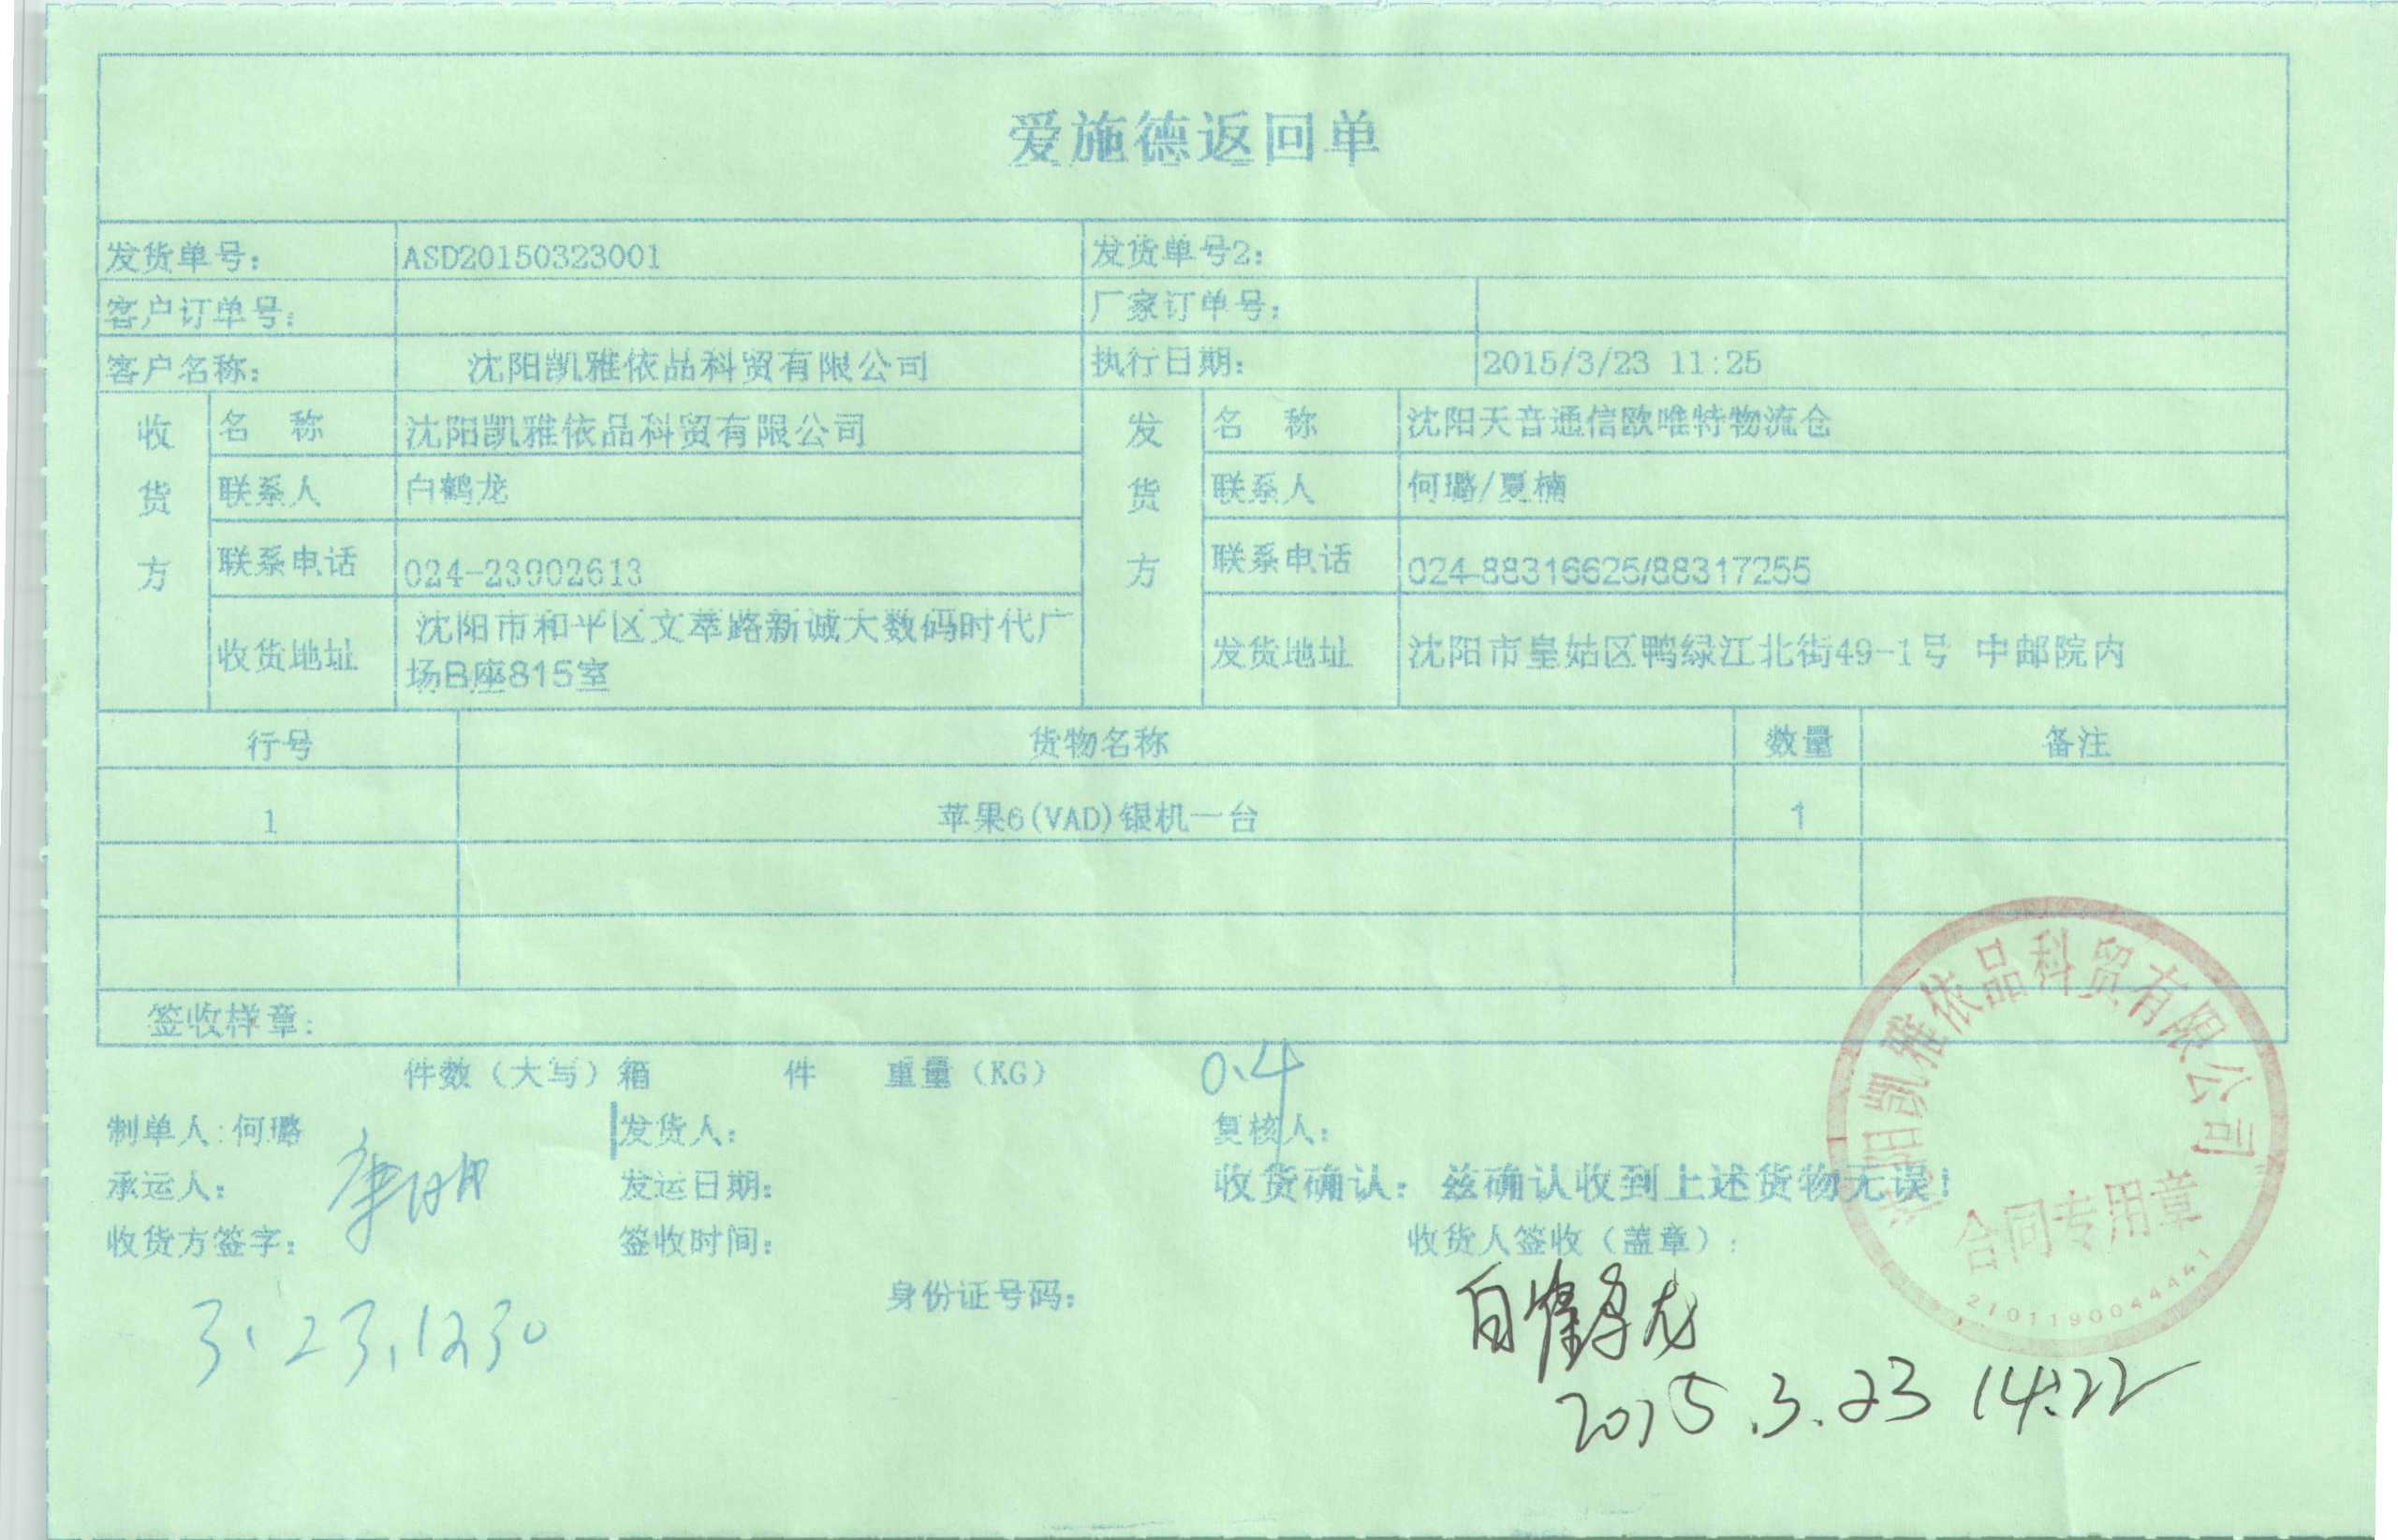 爱施德返回单
发货单号: ASD20150323001 发货单号2:
客户订单号: 厂家订单号:
客户名称: 沈阳凯雅依品科贸有限公司 执行日期: 2015/3/23 11:25
收货方 名 称 沈阳凯雅依品科贸有限公司 发货方 名 称 沈阳天音通信欧唯特物流仓
联系人 白鹤龙 联系人 何璐/夏楠
联系电话 024-23902613 联系电话 024-88316625/88317255
收货地址 沈阳市和平区文萃路新诚大数码时代广
场B座815室 发货地址 沈阳市皇姑区鸭绿江北街49-1号 中邮院内
行号 货物名称 数量 备注
1 苹果6(VAD)银机一台 1
签收样章:
件数（大写）箱 件 重量（KG） 0.4
制单人:何璐 发货人: 复核人:
承运人: 发运日期: 收货确认: 兹确认收到上述货物无误!
收货方签字: 签收时间: 收货人签收（盖章）:
身份证号码:
3.23.1230
白鹤龙
2015.3.23 14:22
沈阳凯雅依品科贸有限公司
合同专用章
2101190044441